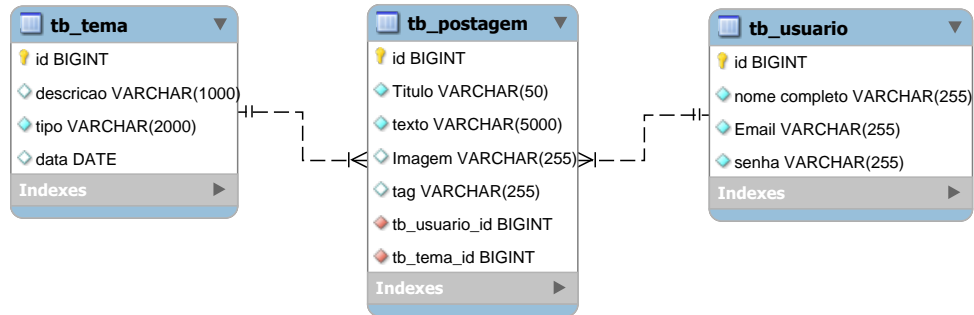 tb_tema
id BIGINT
descricao VARCHAR(1000)
tipo VARCHAR(2000)
data DATE
Indexes
tb_postagem
id BIGINT
Titulo VARCHAR(50)
texto VARCHAR(5000)
Imagem VARCHAR(255)
tag VARCHAR(255)
tb_usuario_id BIGINT
tb_tema_id BIGINT
Indexes
tb_usuario
id BIGINT
nome completo VARCHAR(255)
Email VARCHAR(255)
senha VARCHAR(255)
Indexes